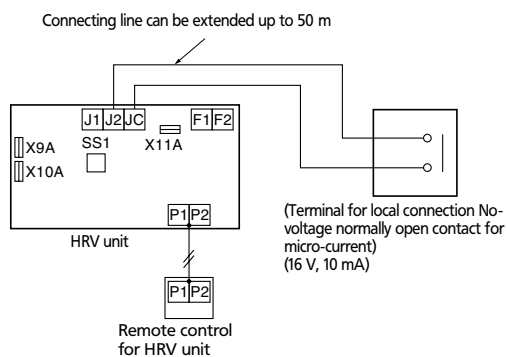 Connecting line can be extended up to 50 m
J1 J2 JC
F1 F2
X9A
SS1
X11A
X10A
P1 P2
HRV unit
(Terminal for local connection No-
voltage normally open contact for
micro-current)
(16 V, 10 mA)
P1 P2
Remote control
for HRV unit